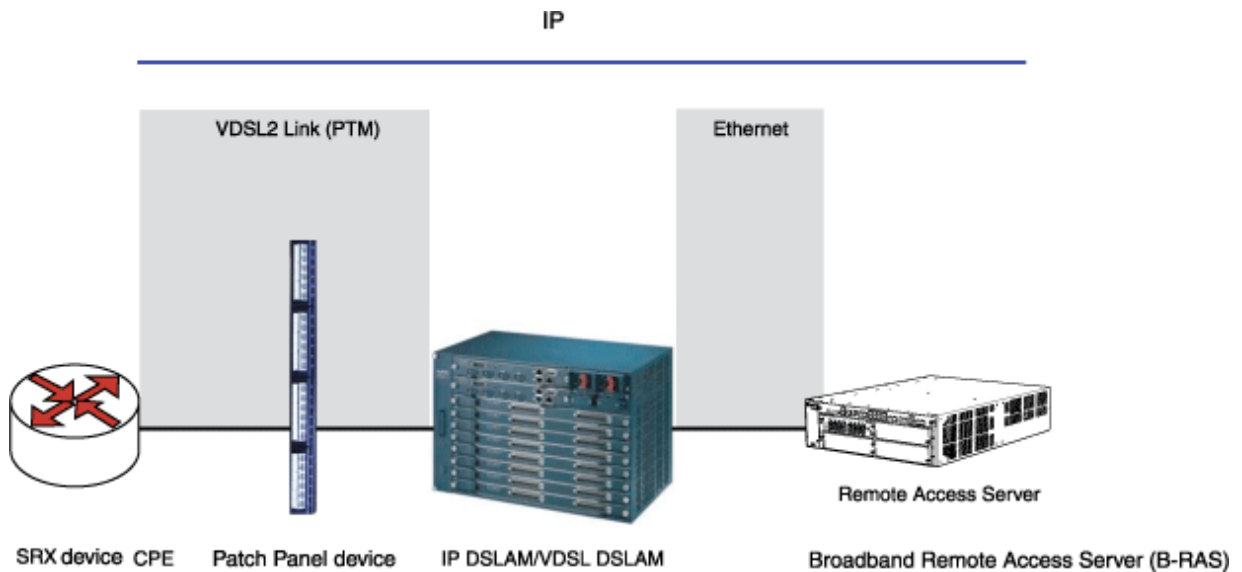 IP
VDSL2 Link (PTM)
Ethernet
Remote Access Server
SRX device CPE
Patch Panel device
IP DSLAM/VDSL DSLAM
Broadband Remote Access Server (B-RAS)